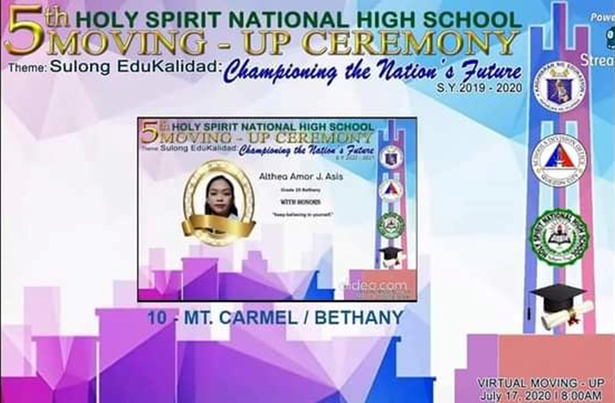 5th HOLY SPIRIT NATIONAL HIGH SCHOOL
MOVING - UP CEREMONY
Theme: Sulong EduKalidad: Championing the Nation's Future
S.Y.2019 - 2020
Powe
Strea
5th HOLY SPIRIT NATIONAL HIGH SCHOOL
MOVING - UP CEREMONY
Theme: Sulong EduKalidad: Championing the Nation's Future
Althea Amor J. Asis
Grade 10 Bethany
WITH HONORS
"Keep believing in yourself."
10 - MT. CARMEL / BETHANY
VIRTUAL MOVING - UP
July 17, 2020 I 8:00AM